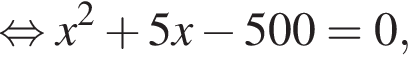 ⇔ x² + 5x − 500 = 0,